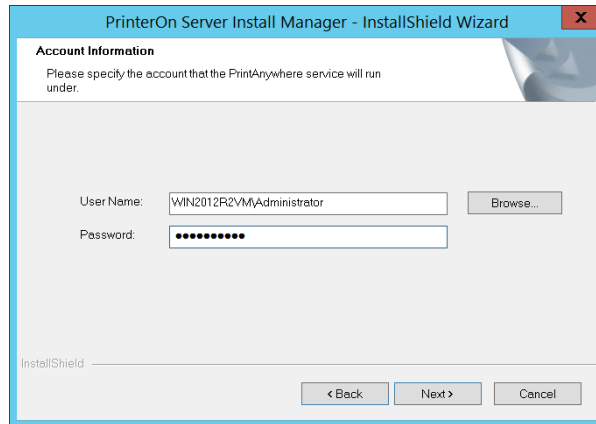 PrinterOn Server Install Manager - InstallShield Wizard
X
Account Information
Please specify the account that the PrintAnywhere service will run
under.
User Name:
WIN2012R2VM\Administrator
Browse...
Password:
••••••••••
InstallShield
< Back
Next >
Cancel